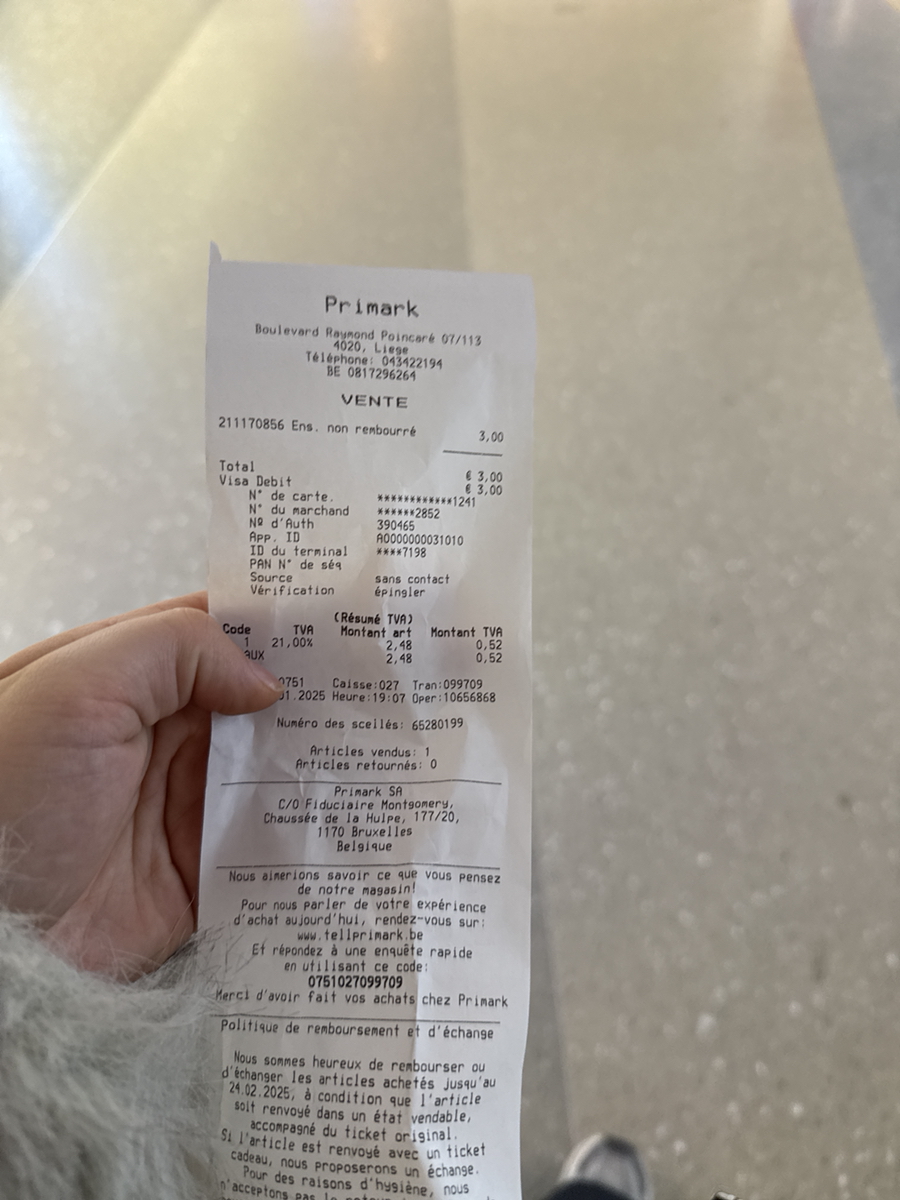 Primark
Boulevard Raymond Poincaré 07/113
4020, Liege
Téléphone: 043422194
BE 0817296264
VENTE
211170856 Ens. non rembourré 3,00
Total € 3,00
Visa Debit € 3,00
N° de carte. ************1241
N° du marchand ******2852
Nº d'Auth 390465
App. ID A0000000031010
ID du terminal ****7198
PAN N° de séq
Source sans contact
Vérification épingler
(Résumé TVA)
Code TVA Montant art Montant TVA
1 21,00% 2,48 0,52
AUX 2,48 0,52
0751 Caisse:027 Tran:099709
01.2025 Heure:19:07 Oper:10656868
Numéro des scellés: 65280199
Articles vendus: 1
Articles retournés: 0
Primark SA
C/O Fiduciaire Montgomery,
Chaussée de la Hulpe, 177/20,
1170 Bruxelles
Belgique
Nous aimerions savoir ce que vous pensez
de notre magasin!
Pour nous parler de votre expérience
d'achat aujourd'hui, rendez-vous sur:
www.tellprimark.be
Et répondez à une enquête rapide
en utilisant ce code:
0751027099709
Merci d'avoir fait vos achats chez Primark
Politique de remboursement et d'échange
Nous sommes heureux de rembourser ou
d'échanger les articles achetés jusqu'au
24.02.2025, à condition que l'article
soit renvoyé dans un état vendable,
accompagné du ticket original.
Si l'article est renvoyé avec un ticket
cadeau, nous proposerons un échange.
Pour des raisons d'hygiène, nous
n'acceptons pas le